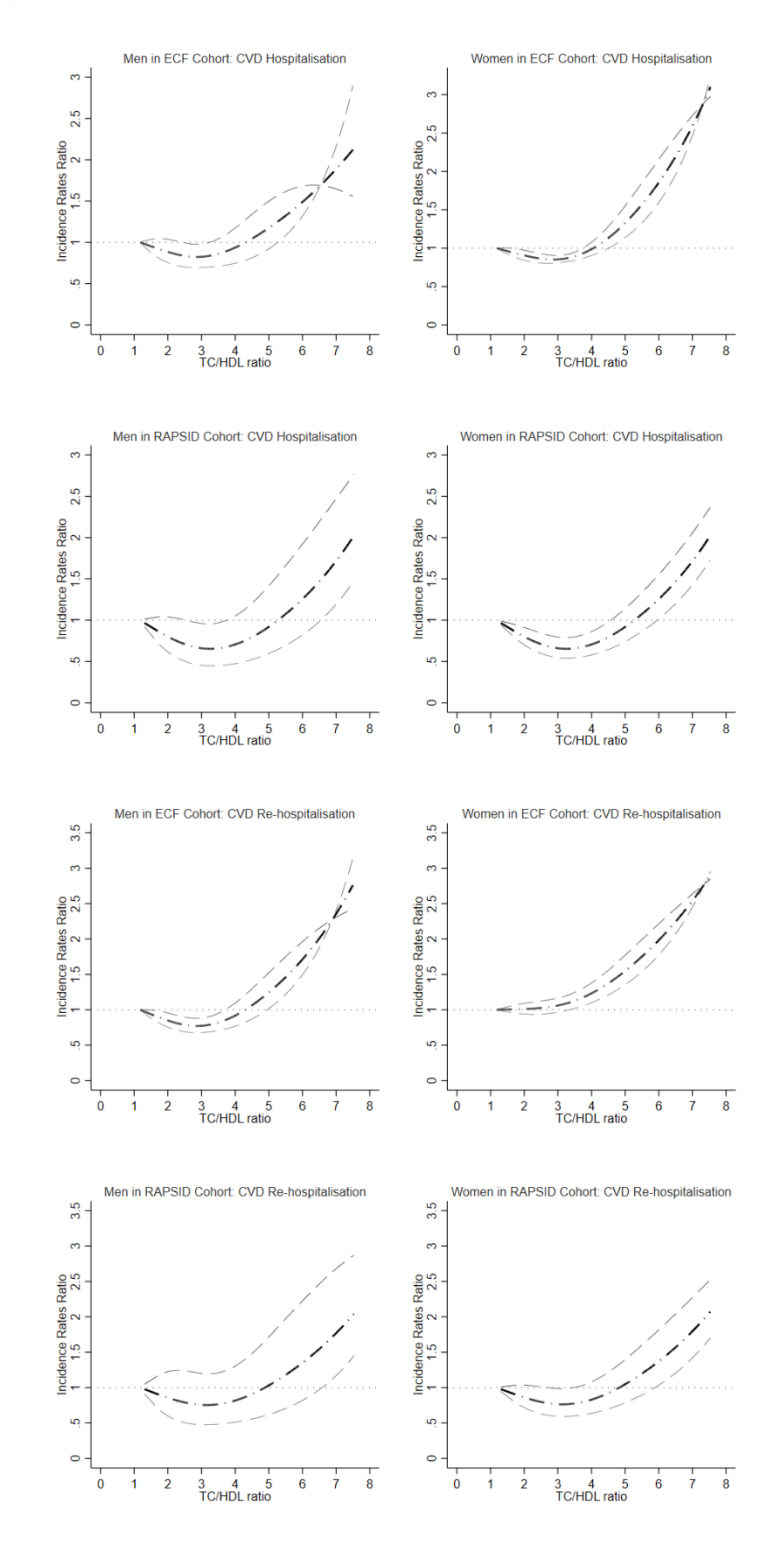 Men in ECF Cohort: CVD Hospitalisation
Incidence Rates Ratio
0 .5 1 1.5 2 2.5 3
0 1 2 3 4 5 6 7 8
TC/HDL ratio
Women in ECF Cohort: CVD Hospitalisation
Incidence Rates Ratio
0 .5 1 1.5 2 2.5 3
0 1 2 3 4 5 6 7 8
TC/HDL ratio
Men in RAPSID Cohort: CVD Hospitalisation
Incidence Rates Ratio
0 .5 1 1.5 2 2.5 3
0 1 2 3 4 5 6 7 8
TC/HDL ratio
Women in RAPSID Cohort: CVD Hospitalisation
Incidence Rates Ratio
0 .5 1 1.5 2 2.5 3
0 1 2 3 4 5 6 7 8
TC/HDL ratio
Men in ECF Cohort: CVD Re-hospitalisation
Incidence Rates Ratio
0 .5 1 1.5 2 2.5 3 3.5
0 1 2 3 4 5 6 7 8
TC/HDL ratio
Women in ECF Cohort: CVD Re-hospitalisation
Incidence Rates Ratio
0 .5 1 1.5 2 2.5 3 3.5
0 1 2 3 4 5 6 7 8
TC/HDL ratio
Men in RAPSID Cohort: CVD Re-hospitalisation
Incidence Rates Ratio
0 .5 1 1.5 2 2.5 3 3.5
0 1 2 3 4 5 6 7 8
TC/HDL ratio
Women in RAPSID Cohort: CVD Re-hospitalisation
Incidence Rates Ratio
0 .5 1 1.5 2 2.5 3 3.5
0 1 2 3 4 5 6 7 8
TC/HDL ratio